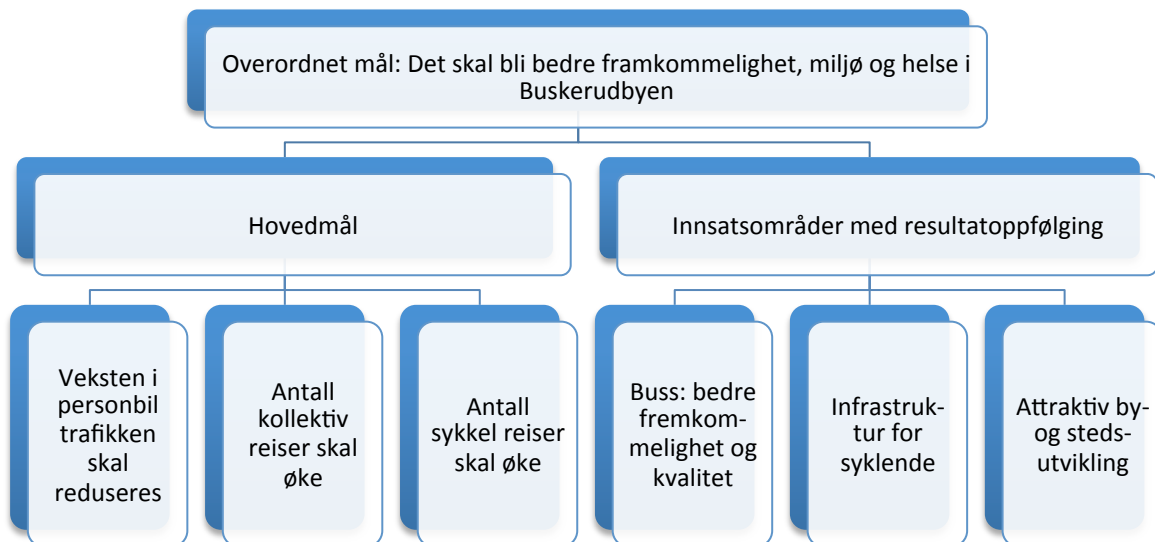 Overordnet mål: Det skal bli bedre framkommelighet, miljø og helse i
Buskerudbyen
Hovedmål
Innsatsområder med resultatoppfølging
Veksten i
personbil
trafikken
skal
reduseres
Antall
kollektiv
reiser skal
øke
Antall
sykkel reiser
skal øke
Buss: bedre
fremkom-
melighet og
kvalitet
Infrastruk-
tur for
syklende
Attraktiv by-
og steds-
utvikling